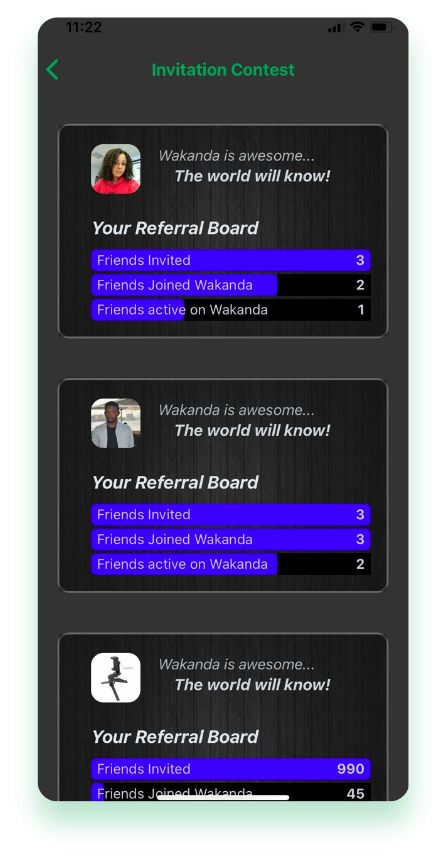 11:22
Invitation Contest
Wakanda is awesome...
The world will know!
Your Referral Board
Friends Invited 3
Friends Joined Wakanda 2
Friends active on Wakanda 1
Wakanda is awesome...
The world will know!
Your Referral Board
Friends Invited 3
Friends Joined Wakanda 3
Friends active on Wakanda 2
Wakanda is awesome...
The world will know!
Your Referral Board
Friends Invited 990
Friends Joined Wakanda 45